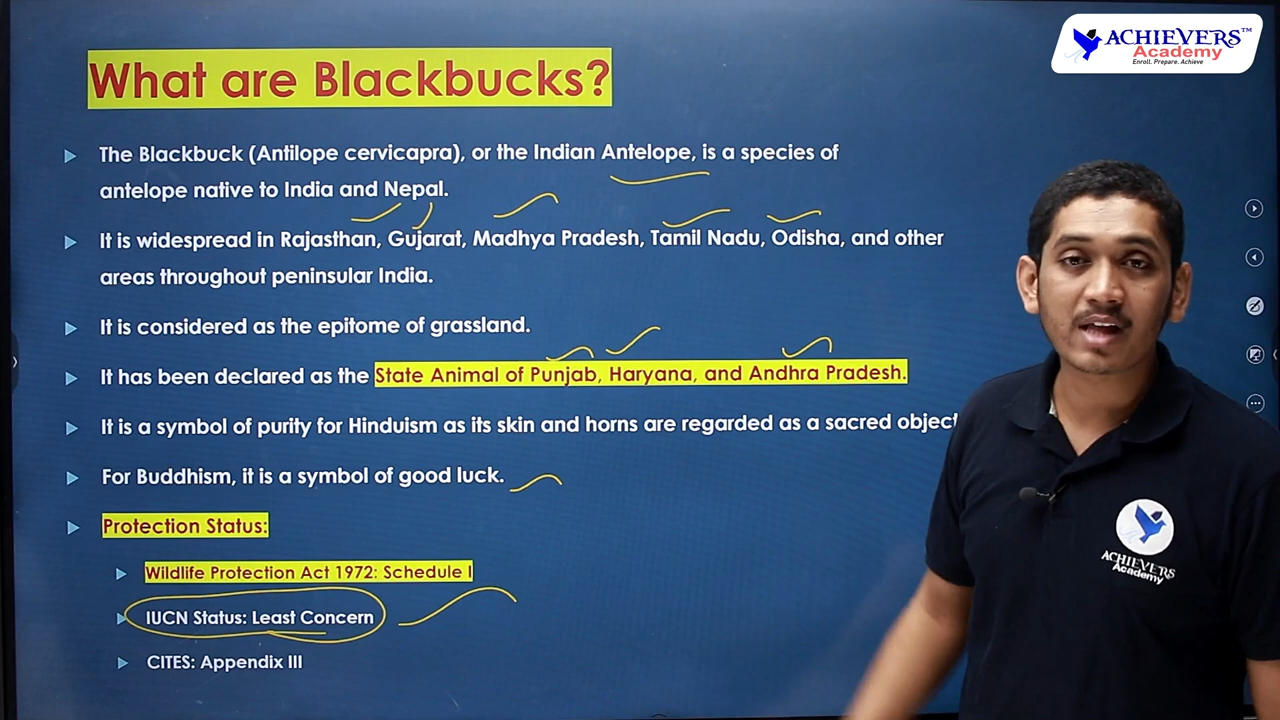 ACHIEVERS™
Academy
Enroll. Prepare. Achieve
What are Blackbucks?
The Blackbuck (Antilope cervicapra), or the Indian Antelope, is a species of
antelope native to India and Nepal.
It is widespread in Rajasthan, Gujarat, Madhya Pradesh, Tamil Nadu, Odisha, and other
areas throughout peninsular India.
It is considered as the epitome of grassland.
It has been declared as the State Animal of Punjab, Haryana, and Andhra Pradesh.
It is a symbol of purity for Hinduism as its skin and horns are regarded as a sacred object
For Buddhism, it is a symbol of good luck.
Protection Status:
Wildlife Protection Act 1972: Schedule I
IUCN Status: Least Concern
CITES: Appendix III
ACHIEVERS
Academy